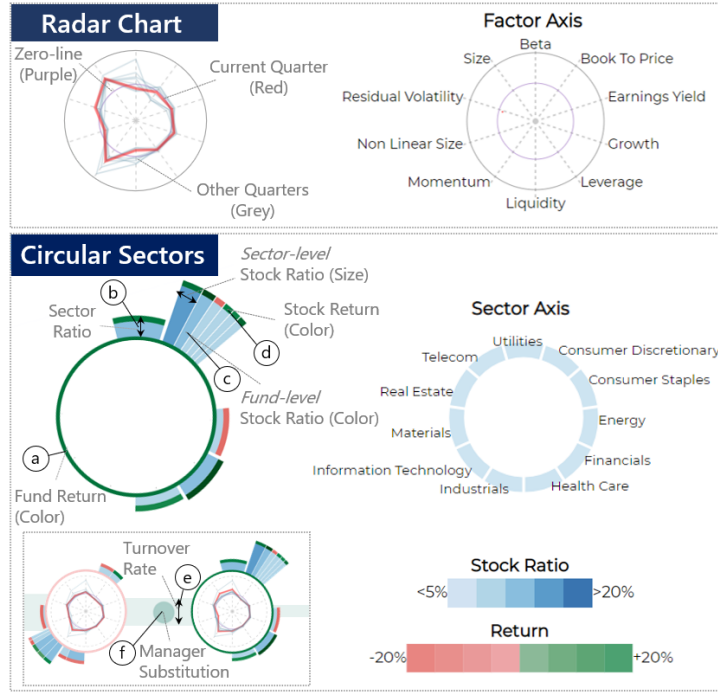 Radar Chart
Zero-line
(Purple)
Current Quarter
(Red)
Other Quarters
(Grey)
Factor Axis
Beta
Size
Book To Price
Residual Volatility
Earnings Yield
Non Linear Size
Growth
Momentum
Leverage
Liquidity
Circular Sectors
Sector-level
Stock Ratio (Size)
b
Sector
Ratio
Stock Return
(Color)
d
c
Fund-level
Stock Ratio (Color)
a
Fund Return
(Color)
Sector Axis
Utilities
Telecom
Consumer Discretionary
Real Estate
Consumer Staples
Materials
Energy
Information Technology
Financials
Industrials
Health Care
Turnover
Rate
e
f
Manager
Substitution
Stock Ratio
<5%
>20%
Return
-20%
+20%